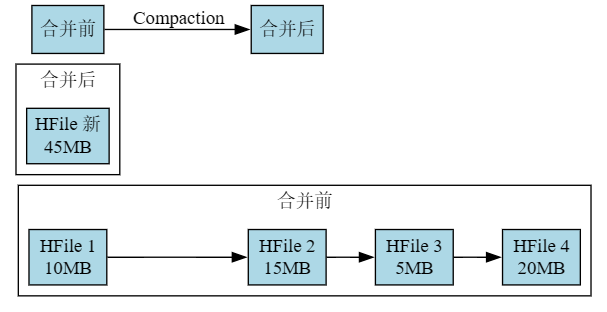 合并前
Compaction
合并后
合并后
HFile 新
45MB
合并前
HFile 1
10MB
HFile 2
15MB
HFile 3
5MB
HFile 4
20MB